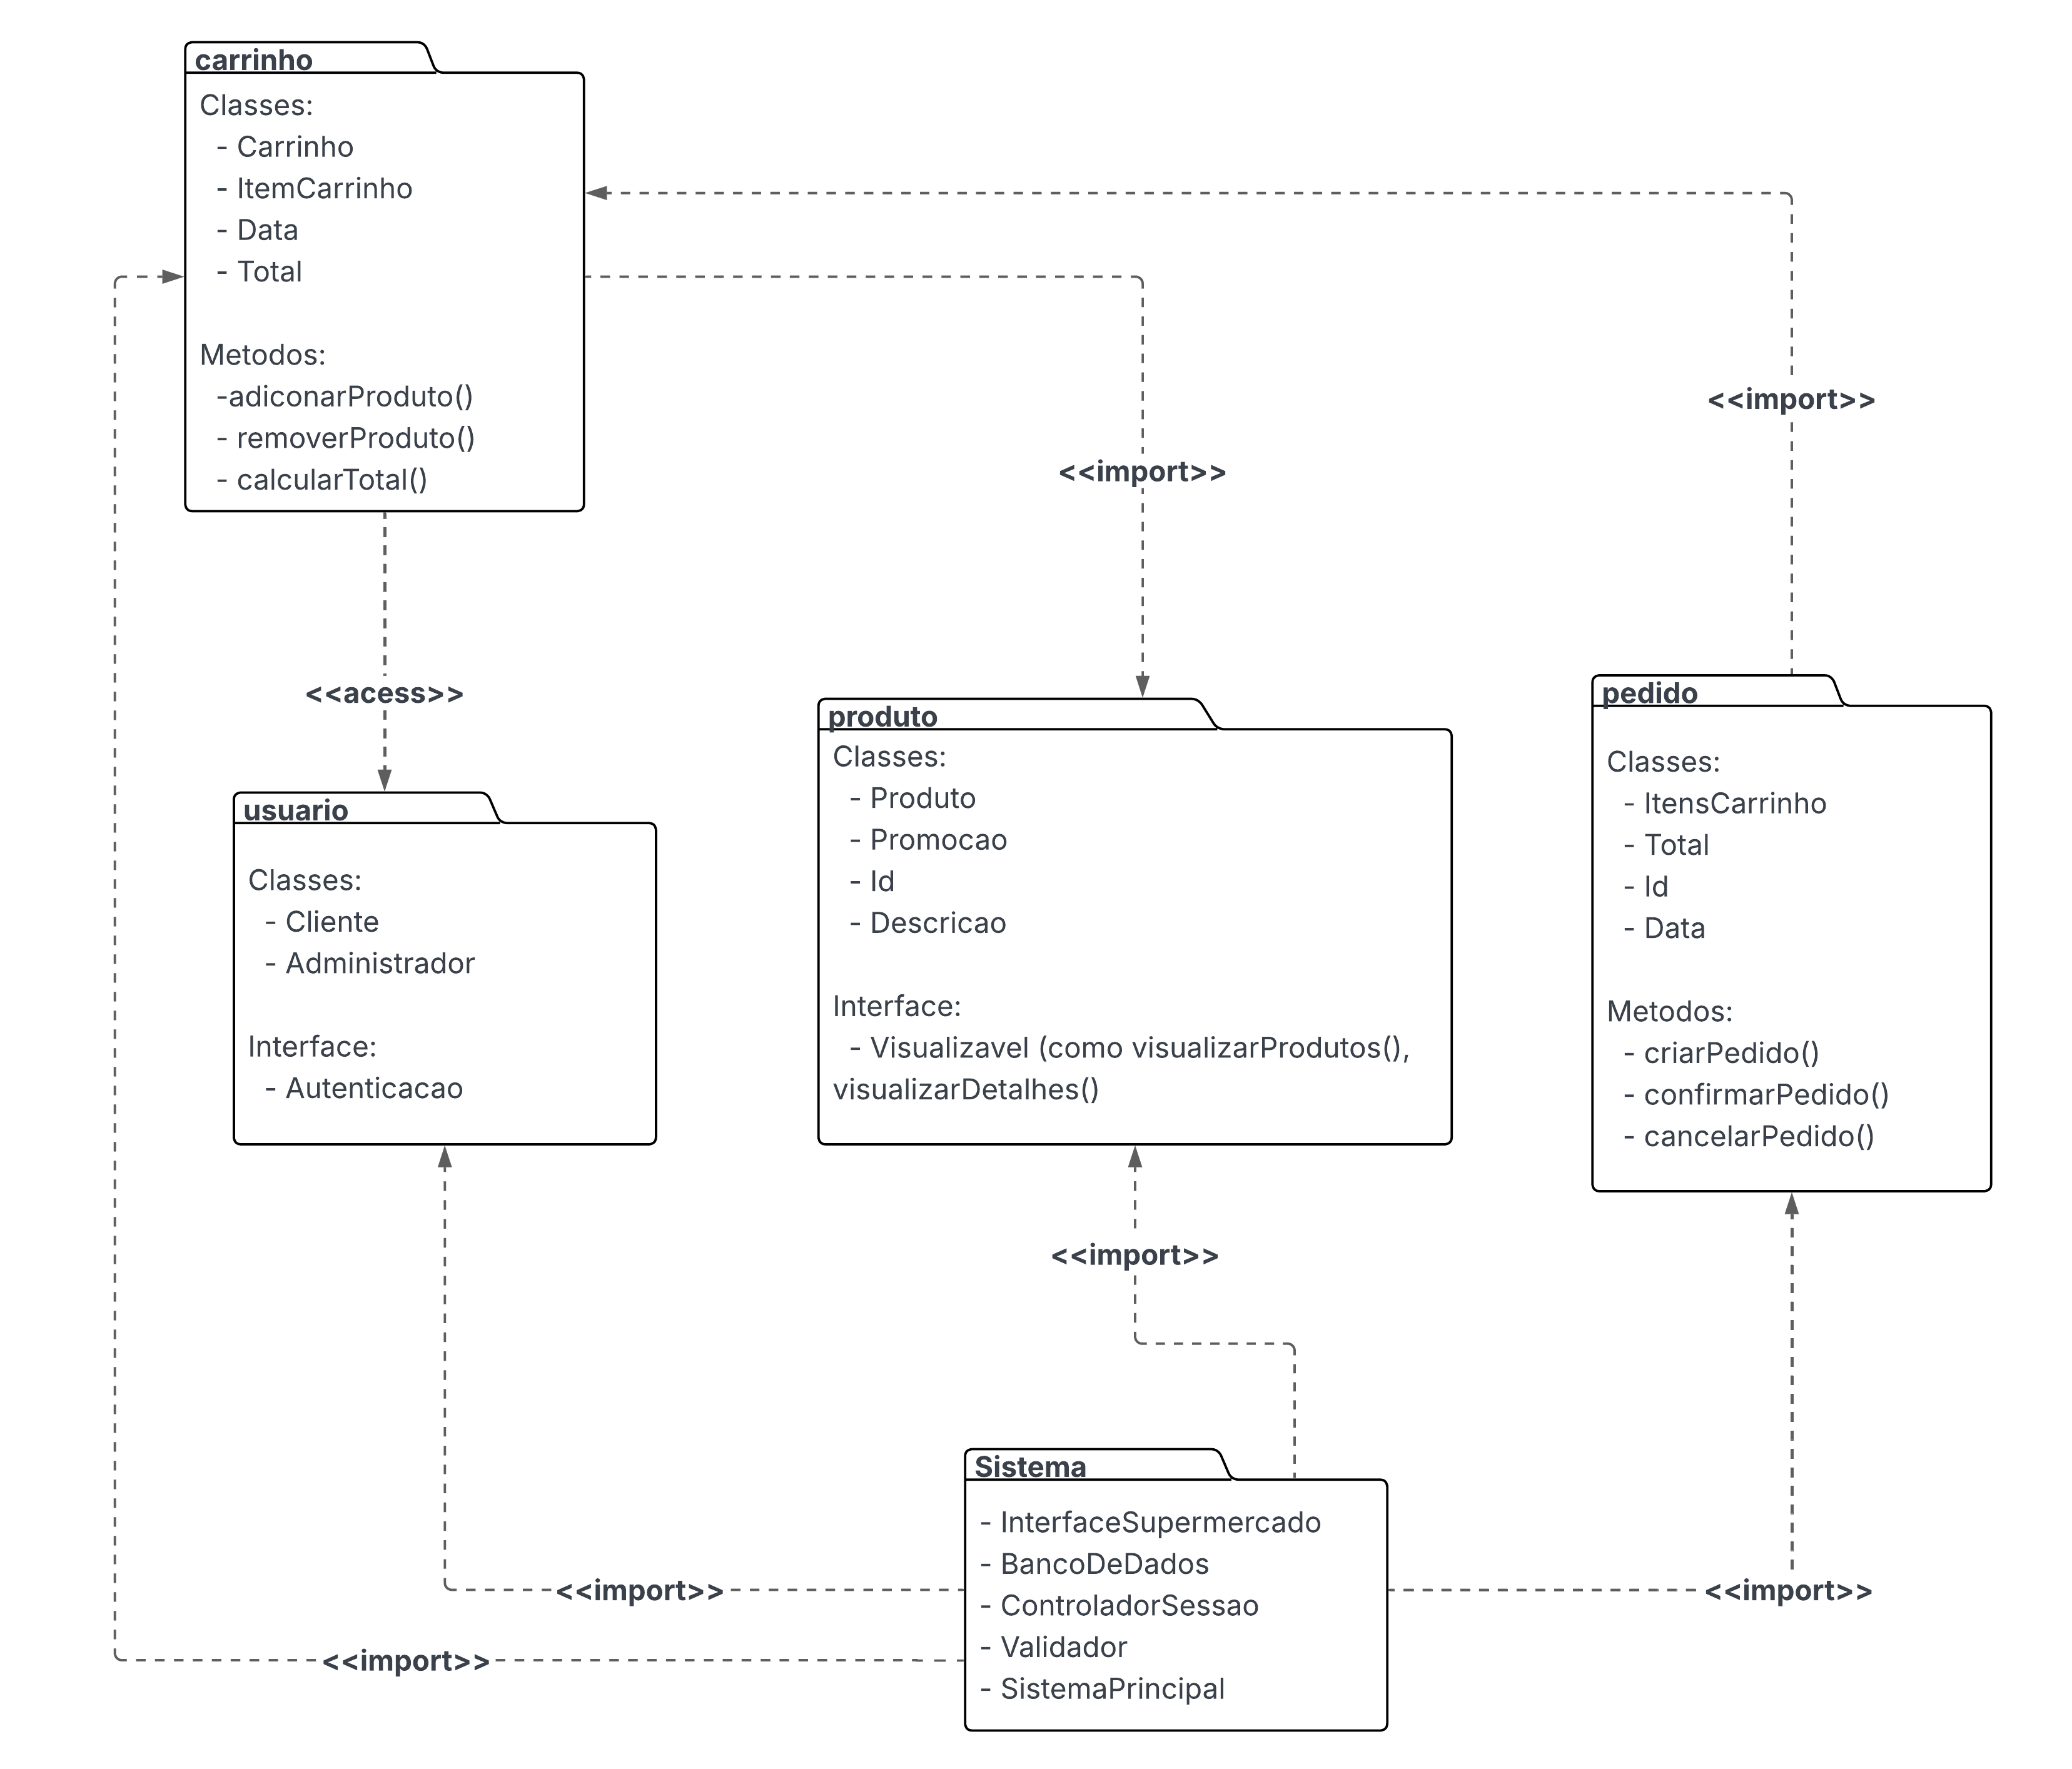 carrinho
Classes:
- Carrinho
- ItemCarrinho
- Data
- Total
Metodos:
-adiconarProduto()
- removerProduto()
- calcularTotal()
<<import>>
<<import>>
<<acess>>
usuario
Classes:
- Cliente
- Administrador
Interface:
- Autenticacao
produto
Classes:
- Produto
- Promocao
- Id
- Descricao
Interface:
- Visualizavel (como visualizarProdutos(),
visualizarDetalhes()
pedido
Classes:
- ItensCarrinho
- Total
- Id
- Data
Metodos:
- criarPedido()
- confirmarPedido()
- cancelarPedido()
<<import>>
Sistema
- InterfaceSupermercado
- BancoDeDados
- ControladorSessao
- Validador
- SistemaPrincipal
<<import>>
<<import>>
<<import>>